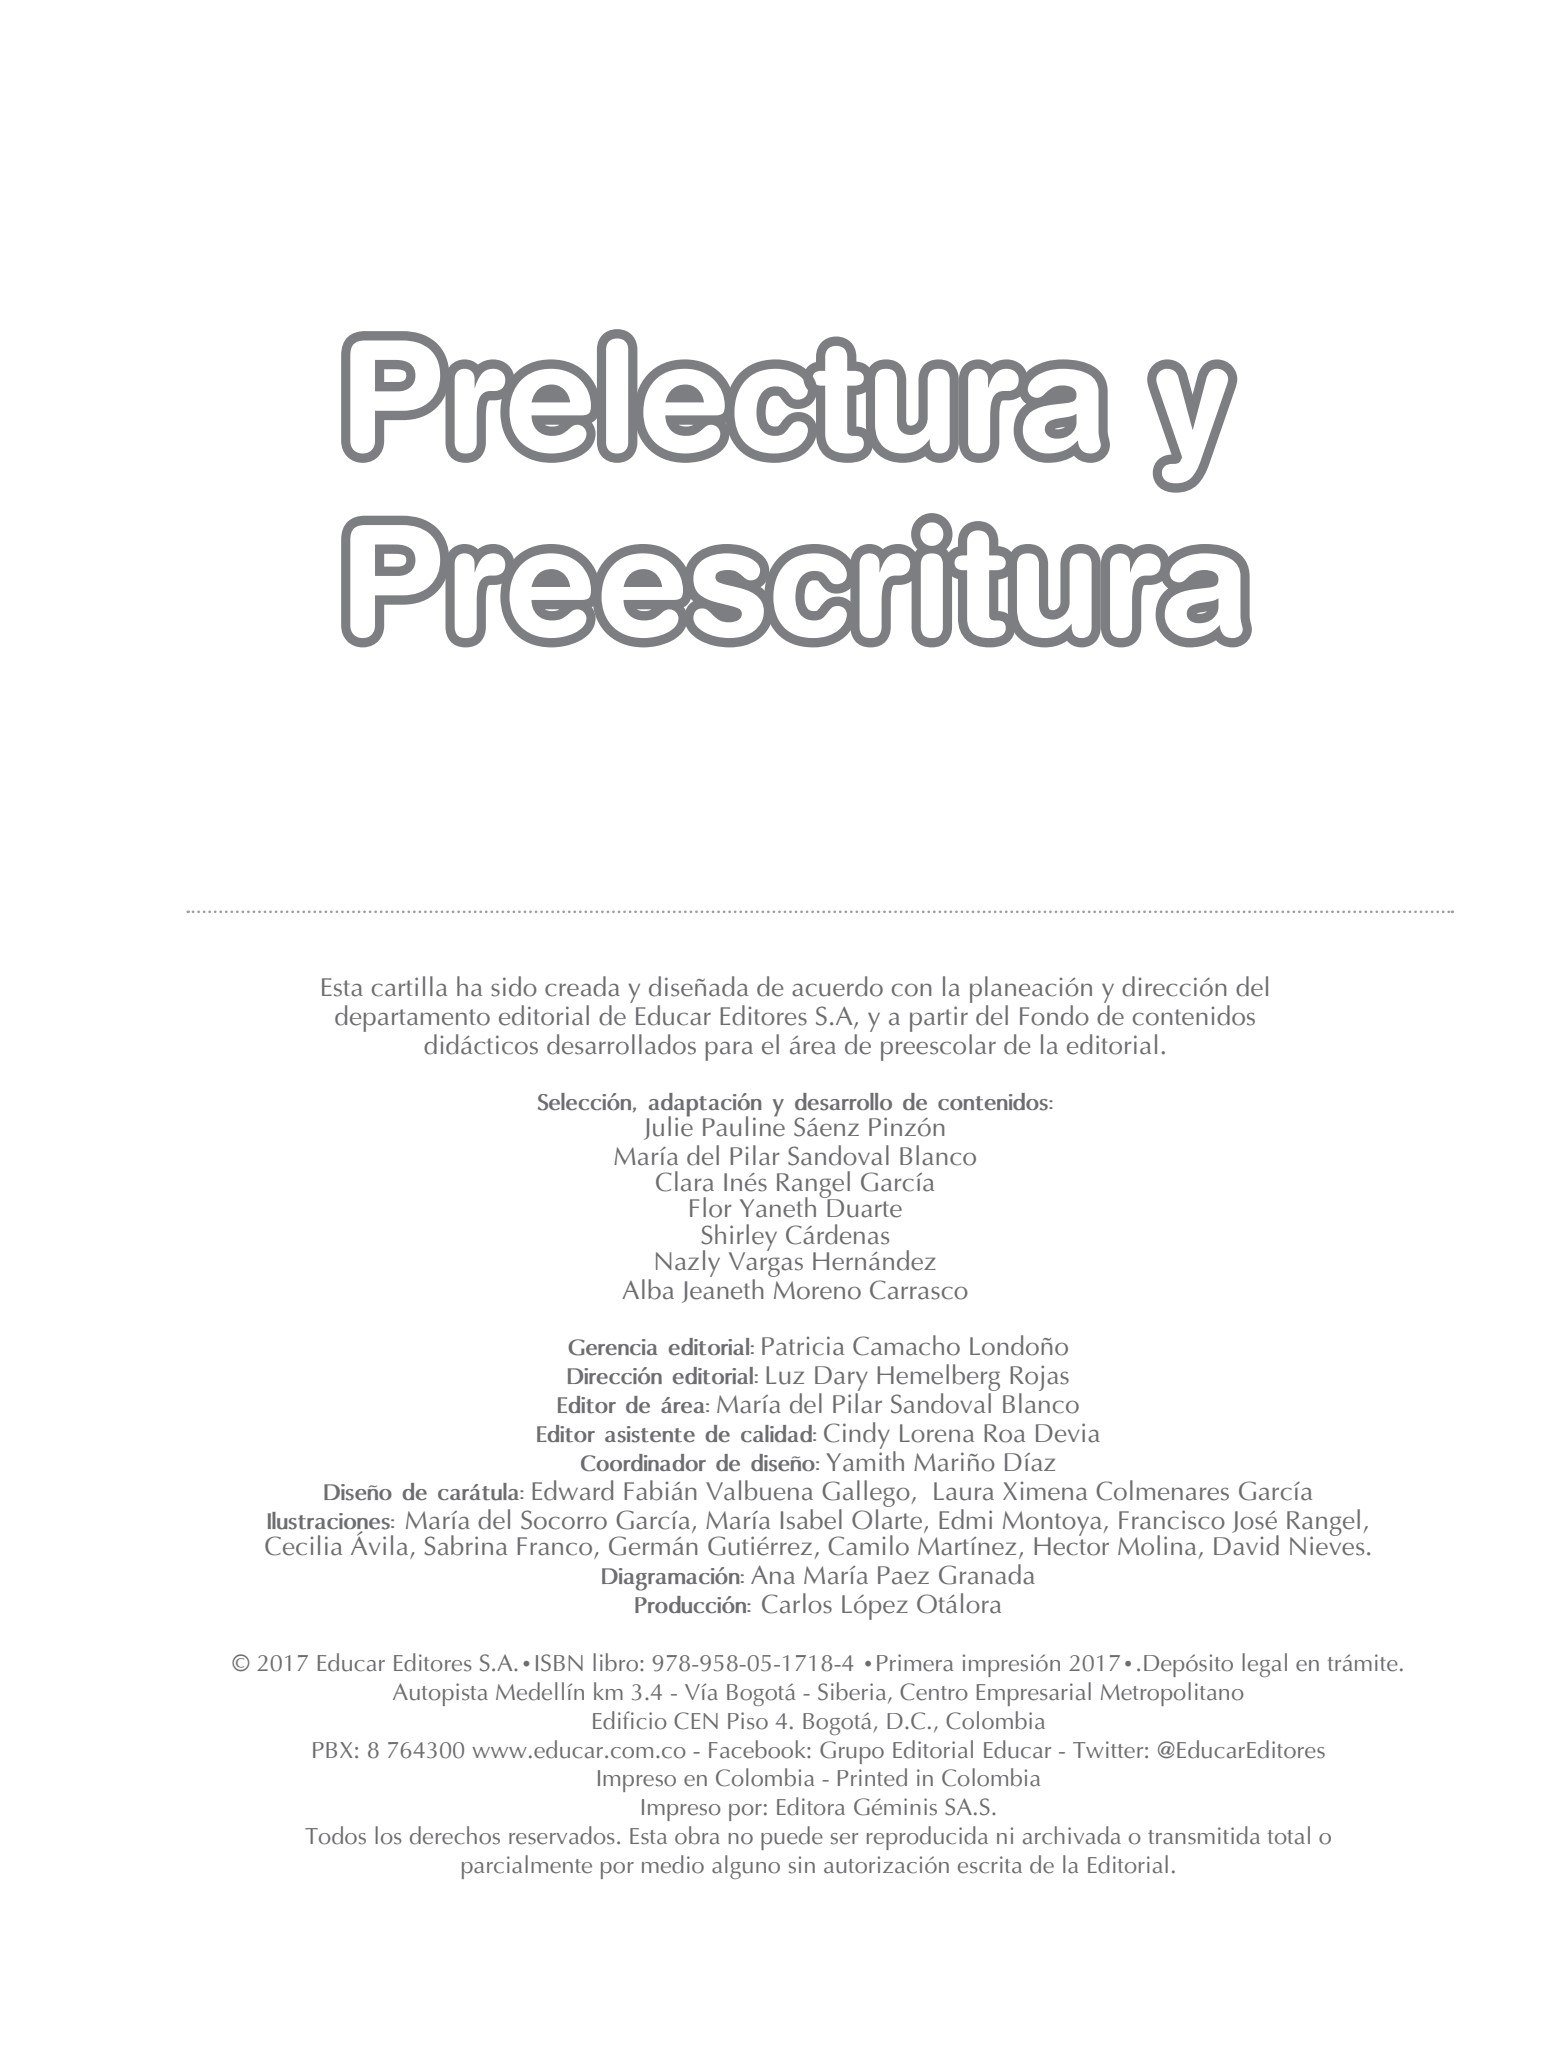 Prelectura y
Preescritura
Esta cartilla ha sido creada y diseñada de acuerdo con la planeación y dirección del
departamento editorial de Educar Editores S.A, y a partir del Fondo de contenidos
didácticos desarrollados para el área de preescolar de la editorial.
Selección, adaptación y desarrollo de contenidos:
Julie Pauline Sáenz Pinzón
María del Pilar Sandoval Blanco
Clara Inés Rangel García
Flor Yaneth Duarte
Shirley Cárdenas
Nazly Vargas Hernández
Alba Jeaneth Moreno Carrasco
Gerencia editorial: Patricia Camacho Londoño
Dirección editorial: Luz Dary Hemelberg Rojas
Editor de área: María del Pilar Sandoval Blanco
Editor asistente de calidad: Cindy Lorena Roa Devia
Coordinador de diseño: Yamith Mariño Díaz
Diseño de carátula: Edward Fabián Valbuena Gallego, Laura Ximena Colmenares García
Ilustraciones: María del Socorro García, María Isabel Olarte, Edmi Montoya, Francisco José Rangel,
Cecilia Ávila, Sabrina Franco, Germán Gutiérrez, Camilo Martínez, Hector Molina, David Nieves.
Diagramación: Ana María Paez Granada
Producción: Carlos López Otálora
© 2017 Educar Editores S.A.•ISBN libro: 978-958-05-1718-4 •Primera impresión 2017•.Depósito legal en trámite.
Autopista Medellín km 3.4 - Vía Bogotá - Siberia, Centro Empresarial Metropolitano
Edificio CEN Piso 4. Bogotá, D.C., Colombia
PBX: 8 764300 www.educar.com.co - Facebook: Grupo Editorial Educar - Twitter: @EducarEditores
Impreso en Colombia - Printed in Colombia
Impreso por: Editora Géminis SA.S.
Todos los derechos reservados. Esta obra no puede ser reproducida ni archivada o transmitida total o
parcialmente por medio alguno sin autorización escrita de la Editorial.